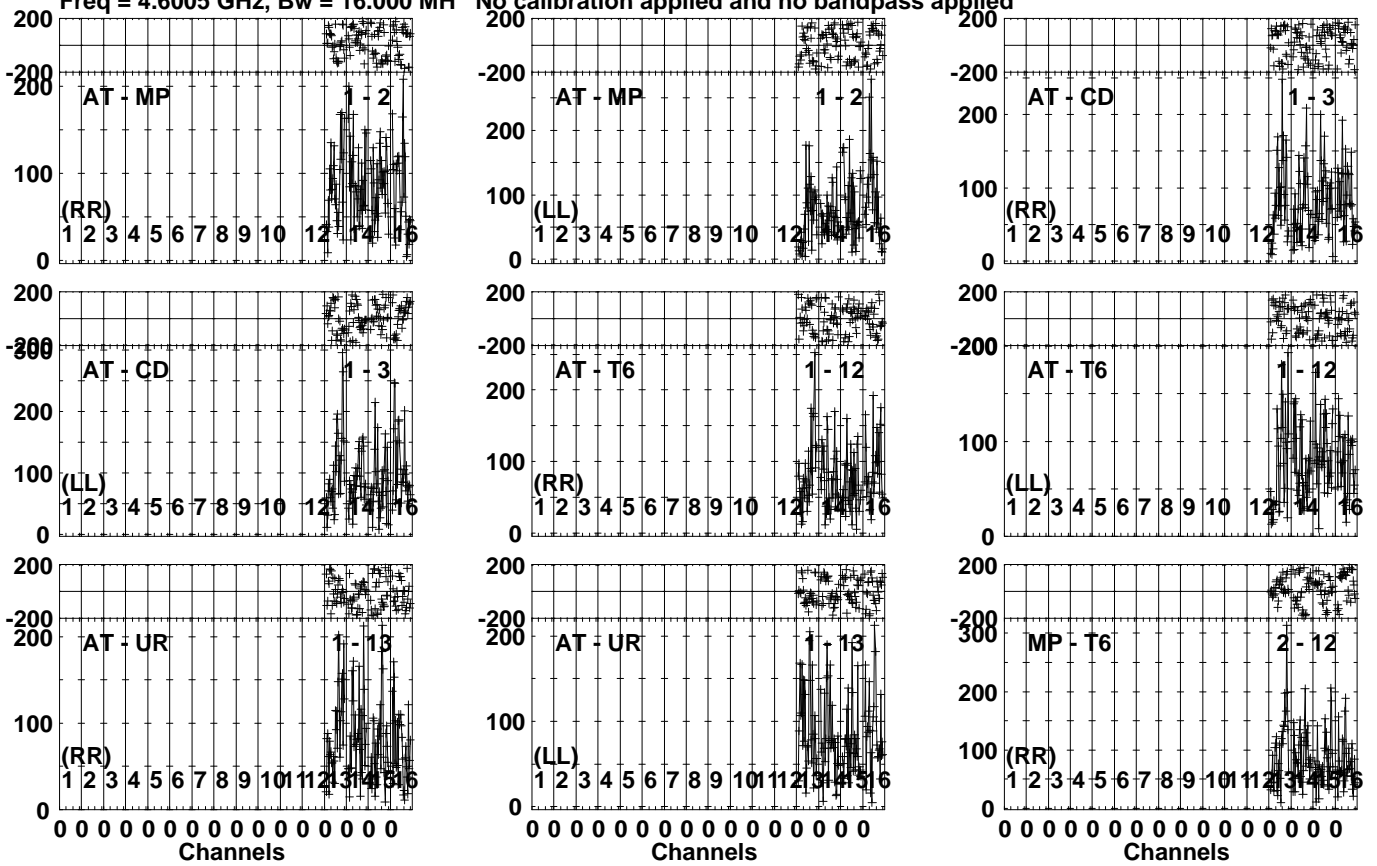 Freq = 4.6005 GHz, Bw = 16.000 MH No calibration applied and no bandpass applied
200 200 200
-200 -200 -200
200
AT - MP 1 - 2 AT - MP 1 - 2 AT - CD 1 - 3
200 200
100 100 100
(RR) (LL) (RR)
1 2 3 4 5 6 7 8 9 10 12 14 16 1 2 3 4 5 6 7 8 9 10 12 14 16 1 2 3 4 5 6 7 8 9 10 12 14 16
0 0 0
200 200 200
-200 -200 -200
300 200
AT - CD 1 - 3 AT - T6 1 - 12 AT - T6 1 - 12
200 200
100 100 100
(LL) (RR) (LL)
1 2 3 4 5 6 7 8 9 10 12 14 16 1 2 3 4 5 6 7 8 9 10 12 14 16 1 2 3 4 5 6 7 8 9 10 12 14 16
0 0 0
200 200 200
-200 -200 -200
200 200 300
AT - UR 1 - 13 AT - UR 1 - 13 MP - T6 2 - 12
200
100 100 100
(RR) (LL) (RR)
1 2 3 4 5 6 7 8 9 10 11 12 13 14 15 16 1 2 3 4 5 6 7 8 9 10 11 12 13 14 15 16 1 2 3 4 5 6 7 8 9 10 11 12 13 14 15 16
0 0 0
0 0 0 0 0 0 0 0 0 0 0 0 0 0 0 0 0 0 0 0 0 0 0 0 0 0 0 0 0 0 0 0 0 0 0 0 0 0 0 0 0 0 0 0 0 0 0 0
Channels Channels Channels